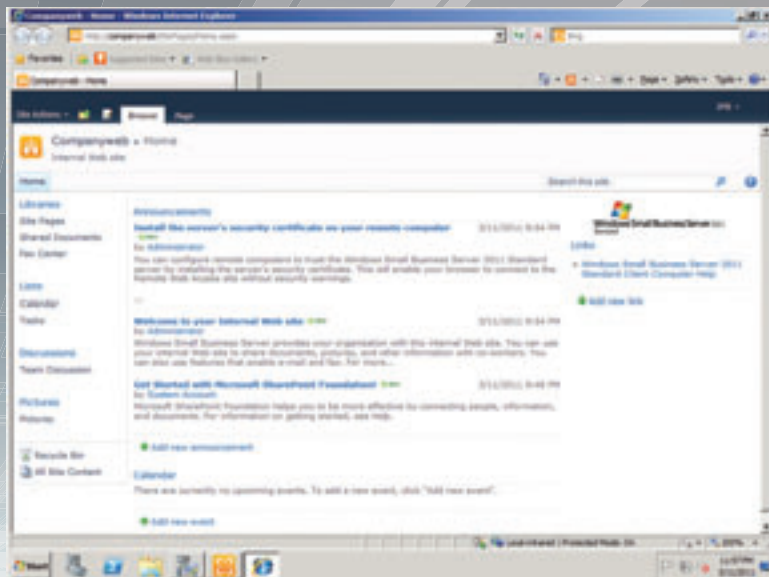 Companyweb - Home - Windows Internet Explorer
Favorites
Companyweb - Home
Page Safety Tools
Site Actions Browse Page
Companyweb ▸ Home
Internal Web site
Home
Search this site
Libraries
Site Pages
Shared Documents
Fax Center
Lists
Calendar
Tasks
Discussions
Team Discussion
Pictures
Pictures
Recycle Bin
All Site Content
Announcements
Install the server's security certificate on your remote computer
by Administrator
You can configure remote computers to trust the Windows Small Business Server 2011 Standard
server by installing the server's security certificate. This will enable your browser to connect to the
Remote Web Access site without security warnings.
...
Welcome to your Internal Web site
by Administrator
Windows Small Business Server provides your organization with this internal Web site. You can use
your internal Web site to share documents, pictures, and other information with co-workers. You
can also use features that enable e-mail and fax. For more...
Get Started with Microsoft SharePoint Foundation!
by System Account
Microsoft SharePoint Foundation helps you to be more effective by connecting people, information,
and documents. For information on getting started, see Help.
Add new announcement
Calendar
There are currently no upcoming events. To add a new event, click "Add new event".
Add new event
Windows Small Business Server 2011
Standard
Links
Windows Small Business Server 2011
Standard Client Computer Help
Add new link
Local intranet | Protected Mode: On
Start